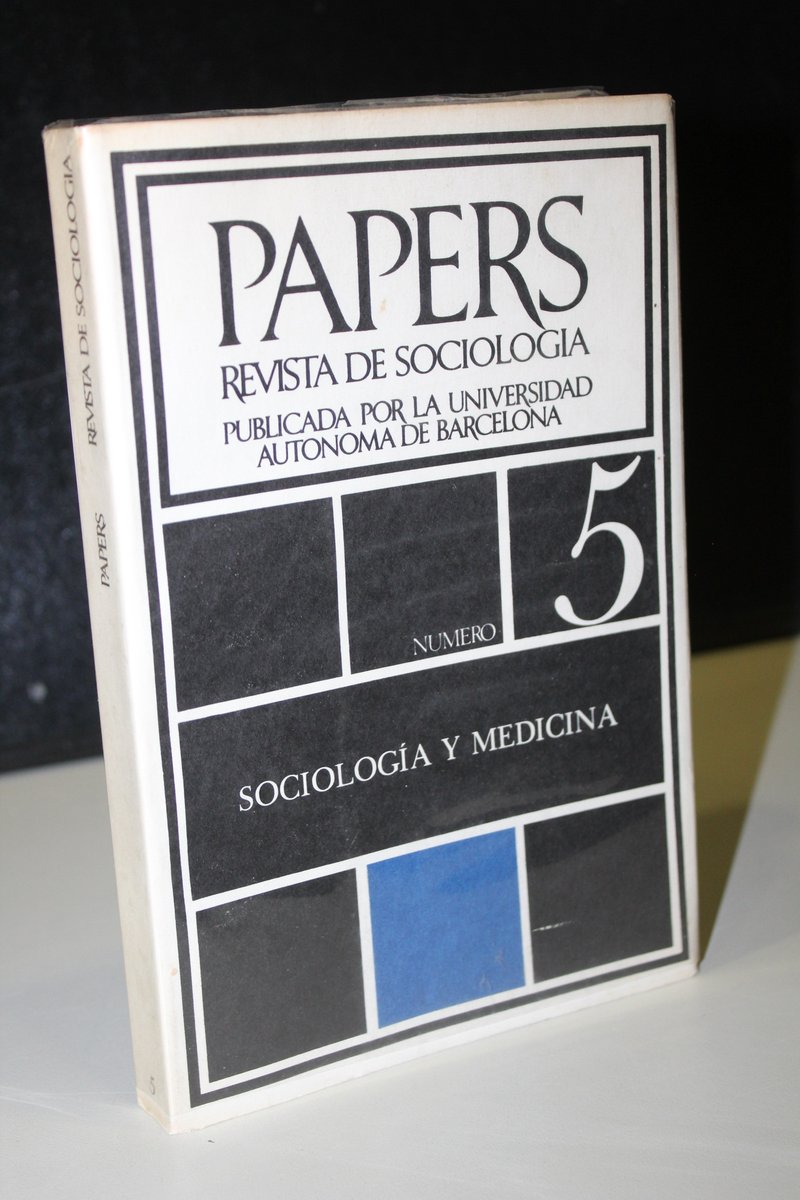 PAPERS
REVISTA DE SOCIOLOGIA
PUBLICADA POR LA UNIVERSIDAD
AUTONOMA DE BARCELONA
NUMERO 5
SOCIOLOGÍA Y MEDICINA
PAPERS REVISTA DE SOCIOLOGIA
5